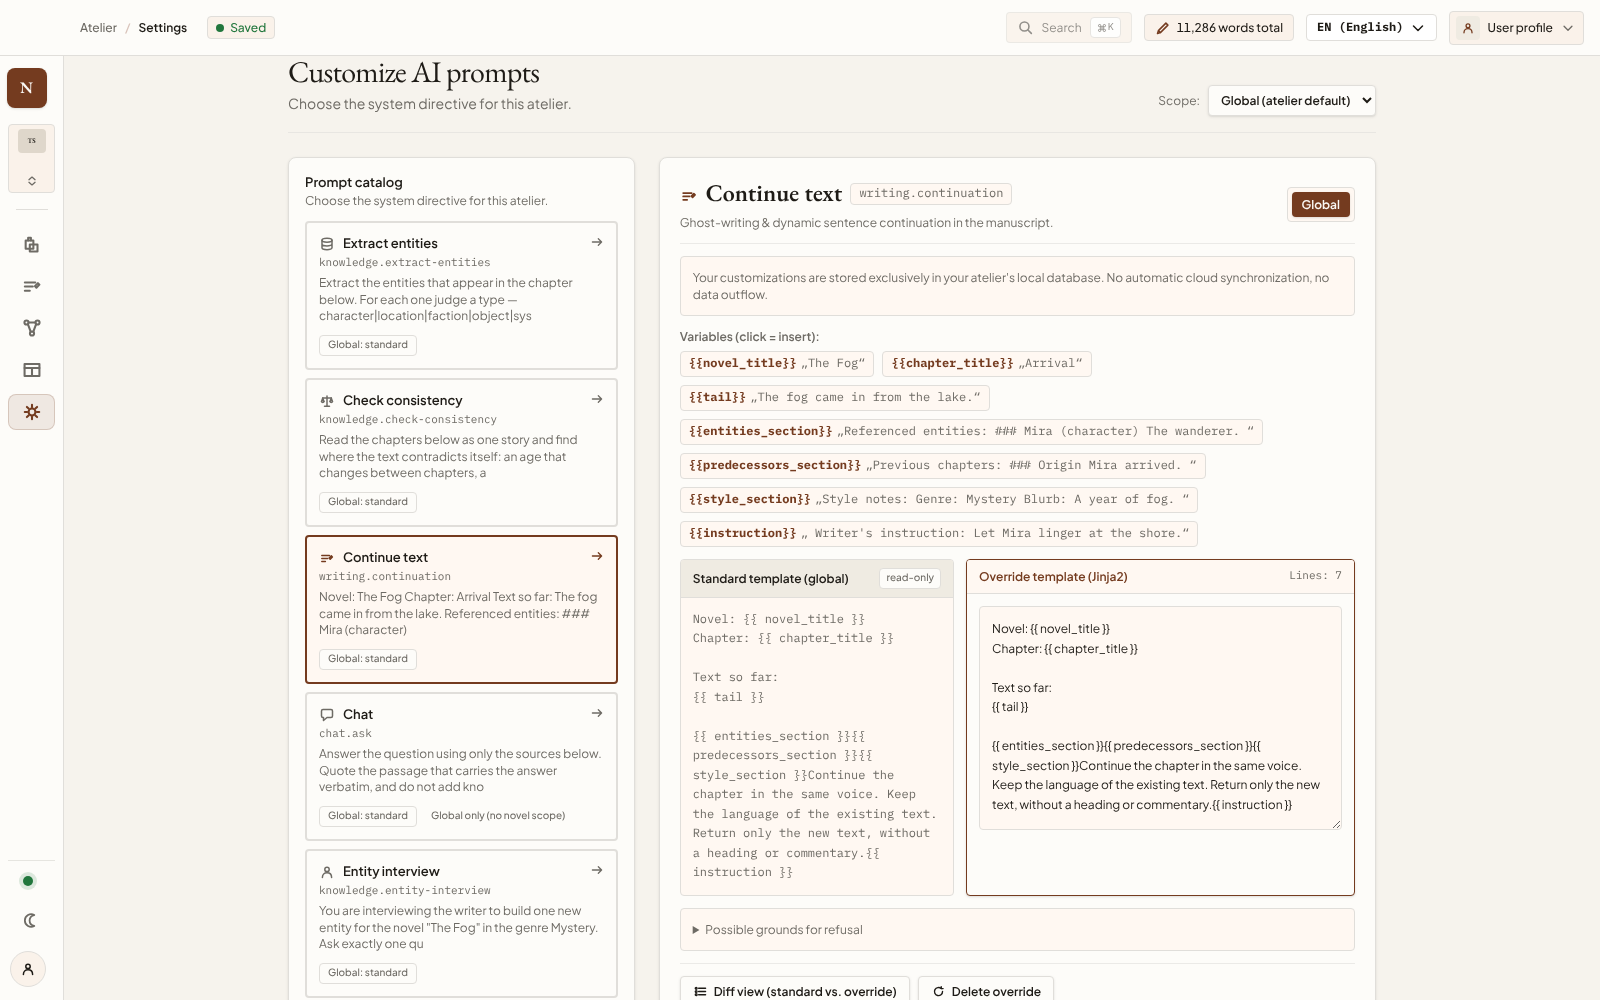 Atelier / Settings
Saved
Search ⌘K
11,286 words total
EN (English)
User profile
N
TS
Customize AI prompts
Choose the system directive for this atelier.
Scope: Global (atelier default)
Prompt catalog
Choose the system directive for this atelier.
Extract entities
knowledge.extract-entities
Extract the entities that appear in the chapter
below. For each one judge a type —
character|location|faction|object|sys
Global: standard
Check consistency
knowledge.check-consistency
Read the chapters below as one story and find
where the text contradicts itself: an age that
changes between chapters, a
Global: standard
Continue text
writing.continuation
Novel: The Fog Chapter: Arrival Text so far: The fog
came in from the lake. Referenced entities: ###
Mira (character)
Global: standard
Chat
chat.ask
Answer the question using only the sources below.
Quote the passage that carries the answer
verbatim, and do not add kno
Global: standard Global only (no novel scope)
Entity interview
knowledge.entity-interview
You are interviewing the writer to build one new
entity for the novel "The Fog" in the genre Mystery.
Ask exactly one qu
Global: standard
Continue text writing.continuation
Global
Ghost-writing & dynamic sentence continuation in the manuscript.
Your customizations are stored exclusively in your atelier's local database. No automatic cloud synchronization, no
data outflow.
Variables (click = insert):
{{novel_title}} „The Fog“ {{chapter_title}} „Arrival“
{{tail}} „The fog came in from the lake.“
{{entities_section}} „Referenced entities: ### Mira (character) The wanderer. “
{{predecessors_section}} „Previous chapters: ### Origin Mira arrived. “
{{style_section}} „Style notes: Genre: Mystery Blurb: A year of fog. “
{{instruction}} „ Writer's instruction: Let Mira linger at the shore.“
Standard template (global) read-only
Novel: {{ novel_title }}
Chapter: {{ chapter_title }}
Text so far:
{{ tail }}
{{ entities_section }}{{
predecessors_section }}{{
style_section }}Continue the
chapter in the same voice. Keep
the language of the existing text.
Return only the new text, without
a heading or commentary.{{
instruction }}
Override template (Jinja2) Lines: 7
Novel: {{ novel_title }}
Chapter: {{ chapter_title }}
Text so far:
{{ tail }}
{{ entities_section }}{{ predecessors_section }}{{
style_section }}Continue the chapter in the same voice.
Keep the language of the existing text. Return only the new
text, without a heading or commentary.{{ instruction }}
Possible grounds for refusal
Diff view (standard vs. override)
Delete override